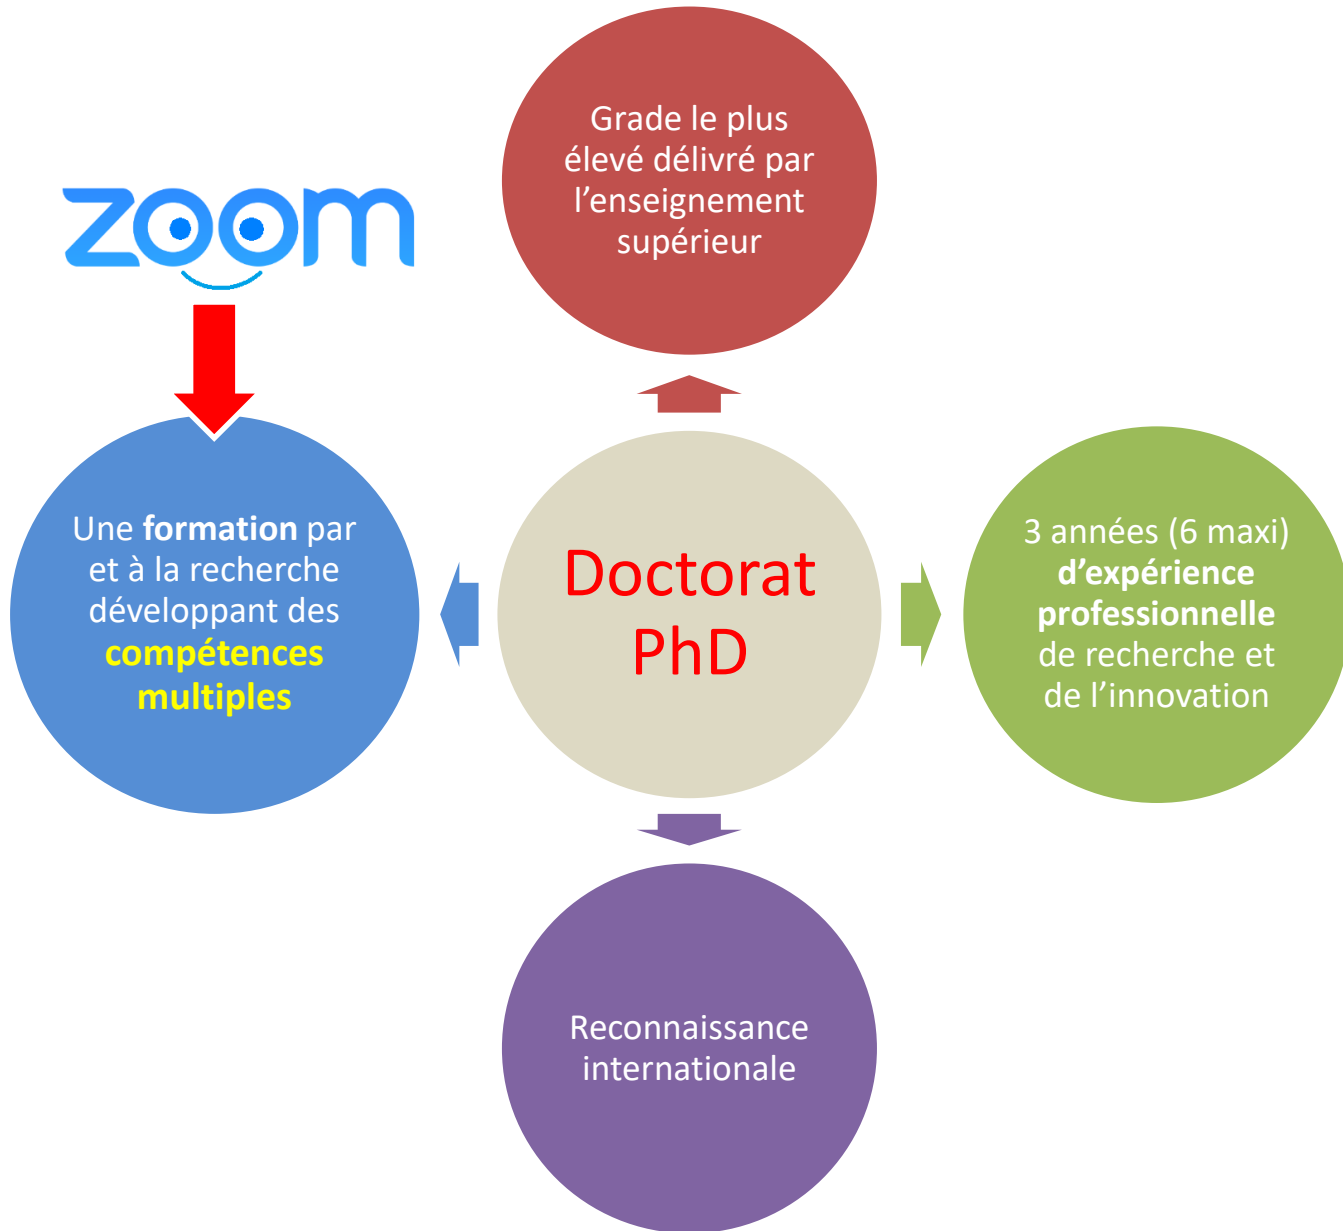 Grade le plus
élevé délivré par
l’enseignement
supérieur
zoom
Une formation par
et à la recherche
développant des
compétences
multiples
Doctorat
PhD
3 années (6 maxi)
d’expérience
professionnelle
de recherche et
de l’innovation
Reconnaissance
internationale